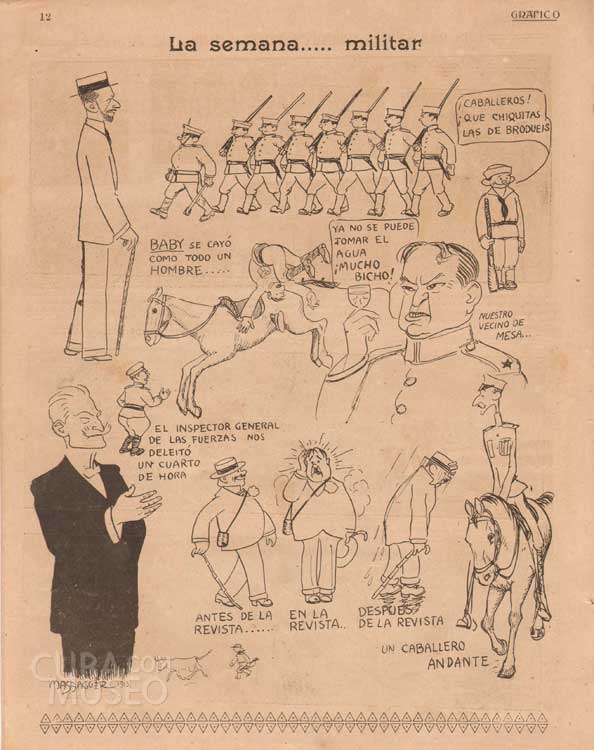 12
GRAFICO
La semana..... militar
¡CABALLEROS!
¡QUE CHIQUITAS
LAS DE BRODUEIS
YA NO SE PUEDE
TOMAR EL
AGUA
¡MUCHO
BICHO!
BABY SE CAYÓ
COMO TODO UN
HOMBRE.....
NUESTRO
VECINO DE
MESA...
EL INSPECTOR GENERAL
DE LAS FUERZAS NOS
DELEITÓ
UN CUARTO
DE HORA
ANTES DE LA
REVISTA......
EN LA
REVISTA..
DESPUES
DE LA REVISTA
UN CABALLERO
ANDANTE
MASSAGUER
CUBA.COM
MUSEO